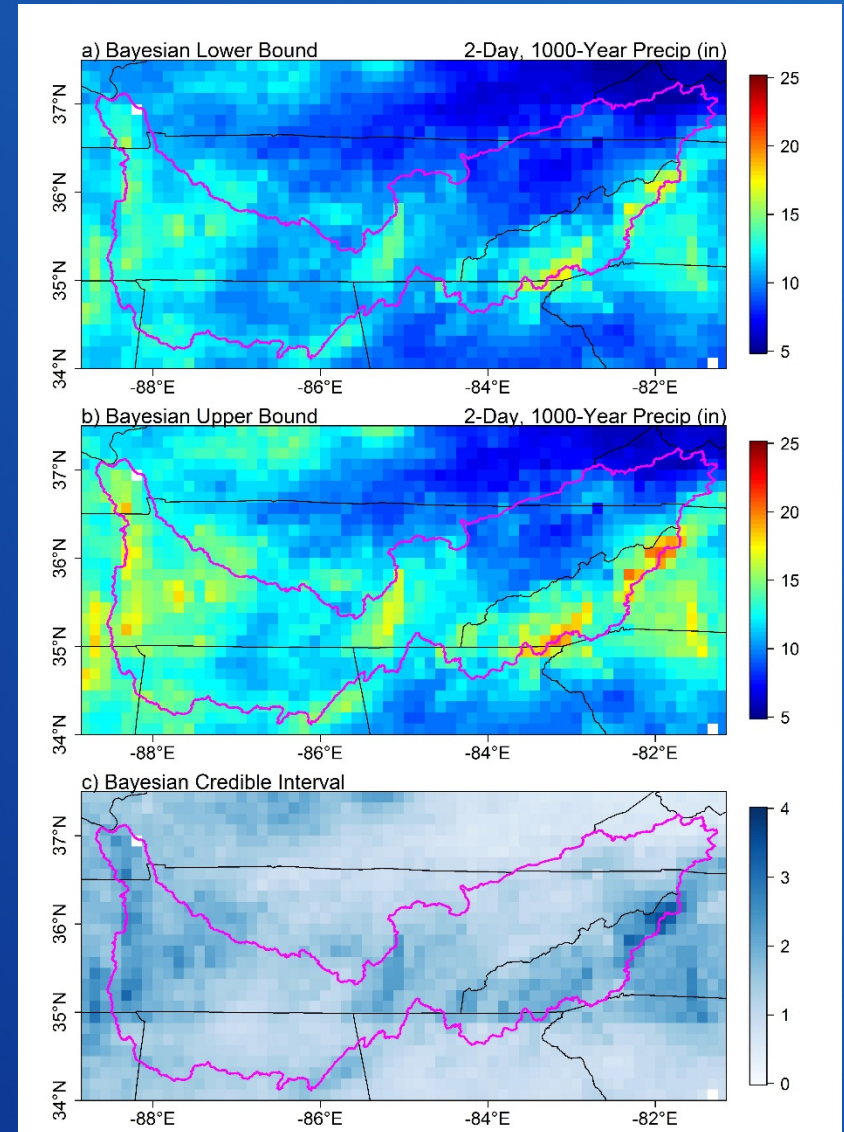 a) Bayesian Lower Bound 2-Day, 1000-Year Precip (in)
37°N
36°N
35°N
34°N
-88°E -86°E -84°E -82°E
25
20
15
10
5
b) Bayesian Upper Bound 2-Day, 1000-Year Precip (in)
37°N
36°N
35°N
34°N
-88°E -86°E -84°E -82°E
25
20
15
10
5
c) Bayesian Credible Interval
37°N
36°N
35°N
34°N
-88°E -86°E -84°E -82°E
4
3
2
1
0